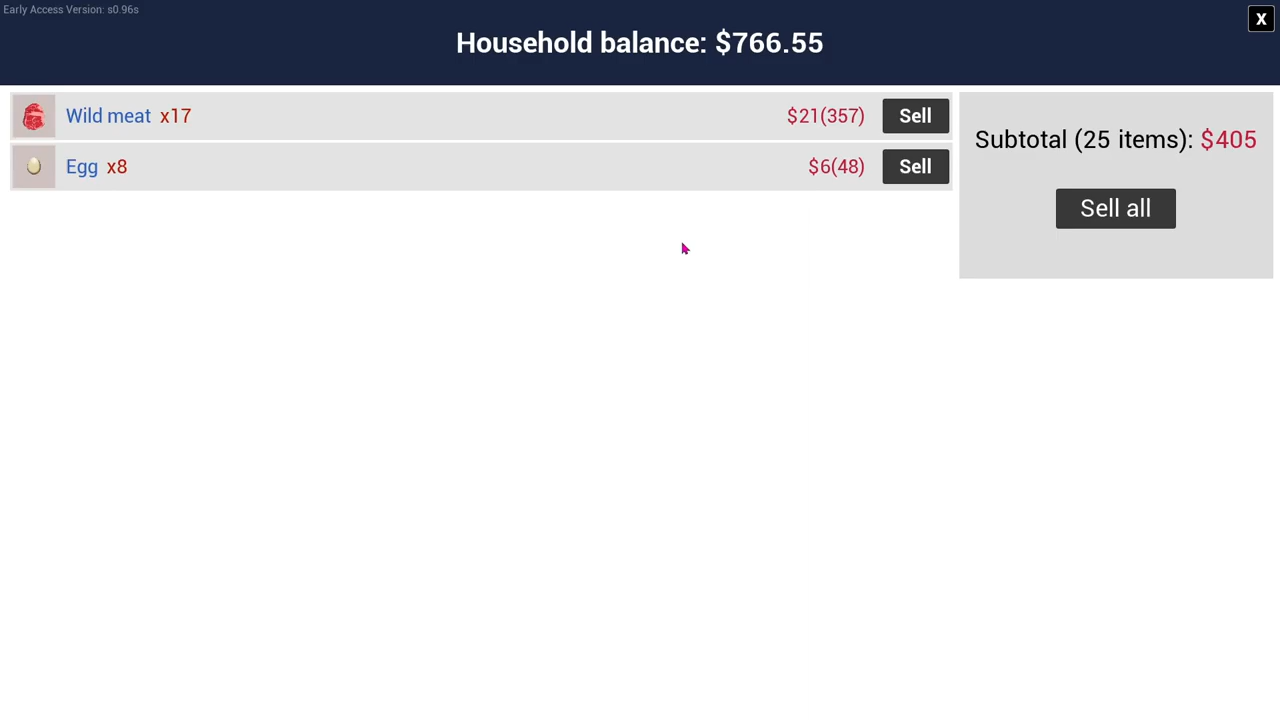 Early Access Version: s0.96s
X
Household balance: $766.55
Wild meat x17 $21(357) Sell
Egg x8 $6(48) Sell
Subtotal (25 items): $405
Sell all